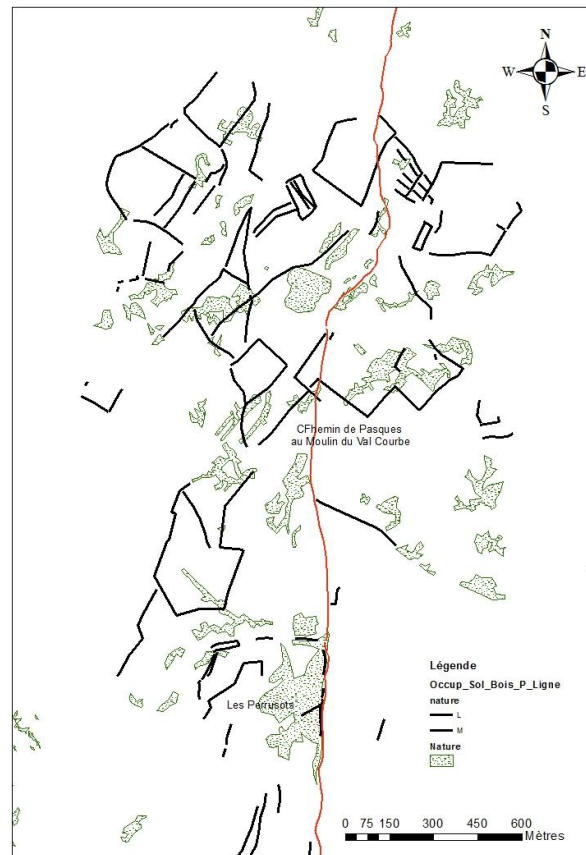 N
W E
S
CFhemin de Pasques
au Moulin du Val Courbe
Les Perrusots
Légende
Occup_Sol_Bois_P_Ligne
nature
L
M
Nature
0 75 150 300 450 600
Mètres